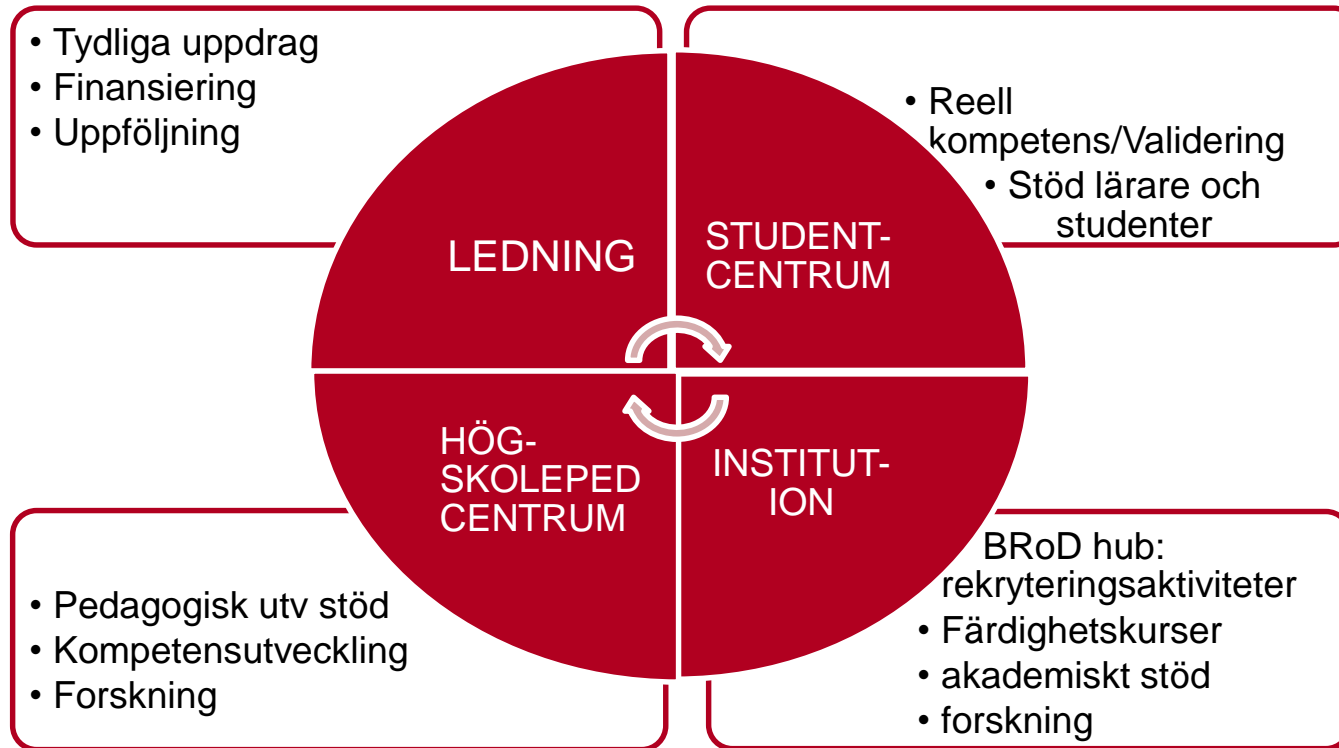 • Tydliga uppdrag
• Finansiering
• Uppföljning
• Reell
kompetens/Validering
• Stöd lärare och
studenter
LEDNING
STUDENT-
CENTRUM
HÖG-
SKOLEPED
CENTRUM
INSTITUT-
ION
• Pedagogisk utv stöd
• Kompetensutveckling
• Forskning
BRoD hub:
rekryteringsaktiviteter
• Färdighetskurser
• akademiskt stöd
• forskning